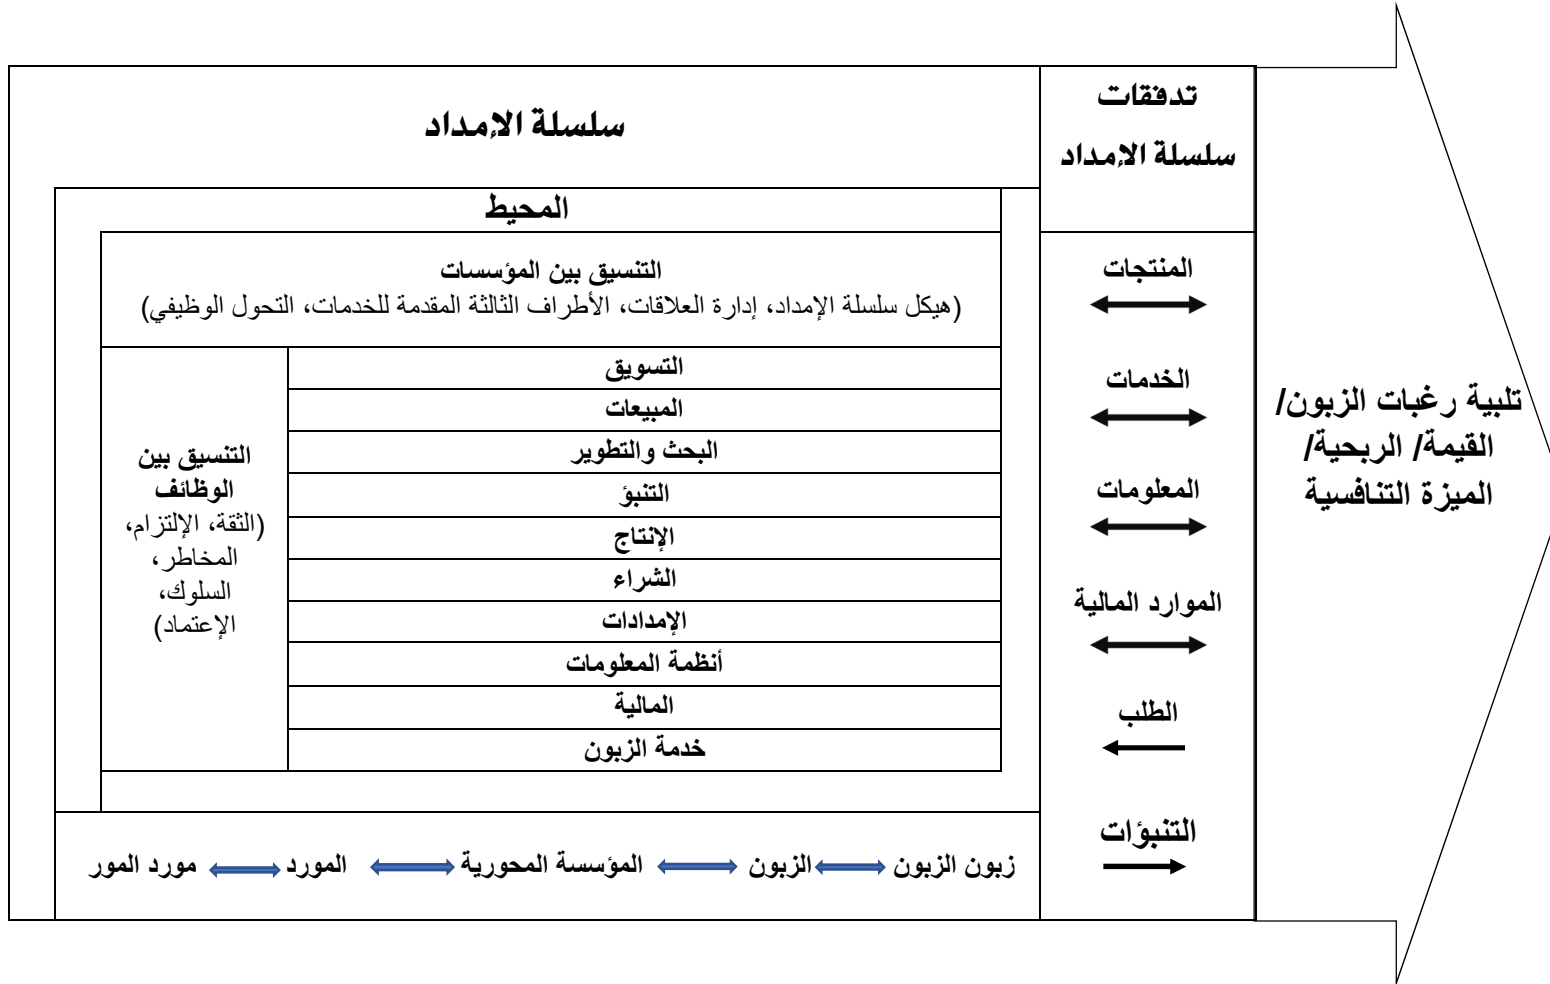 سلسلة الإمداد
تدفقات
سلسلة الإمداد
المحيط
التنسيق بين المؤسسات
(هيكل سلسلة الإمداد، إدارة العلاقات، الأطراف الثالثة المقدمة للخدمات، التحول الوظيفي)
التسويق
المبيعات
البحث والتطوير
التنبؤ
الإنتاج
الشراء
الإمدادات
أنظمة المعلومات
المالية
خدمة الزبون
التنسيق بين
الوظائف
(الثقة، الإلتزام،
المخاطر،
السلوك،
الإعتماد)
المنتجات
الخدمات
المعلومات
الموارد المالية
الطلب
التنبؤات
تلبية رغبات الزبون/
القيمة/ الربحية/
الميزة التنافسية
زبون الزبون الزبون المؤسسة المحورية المورد مورد المور